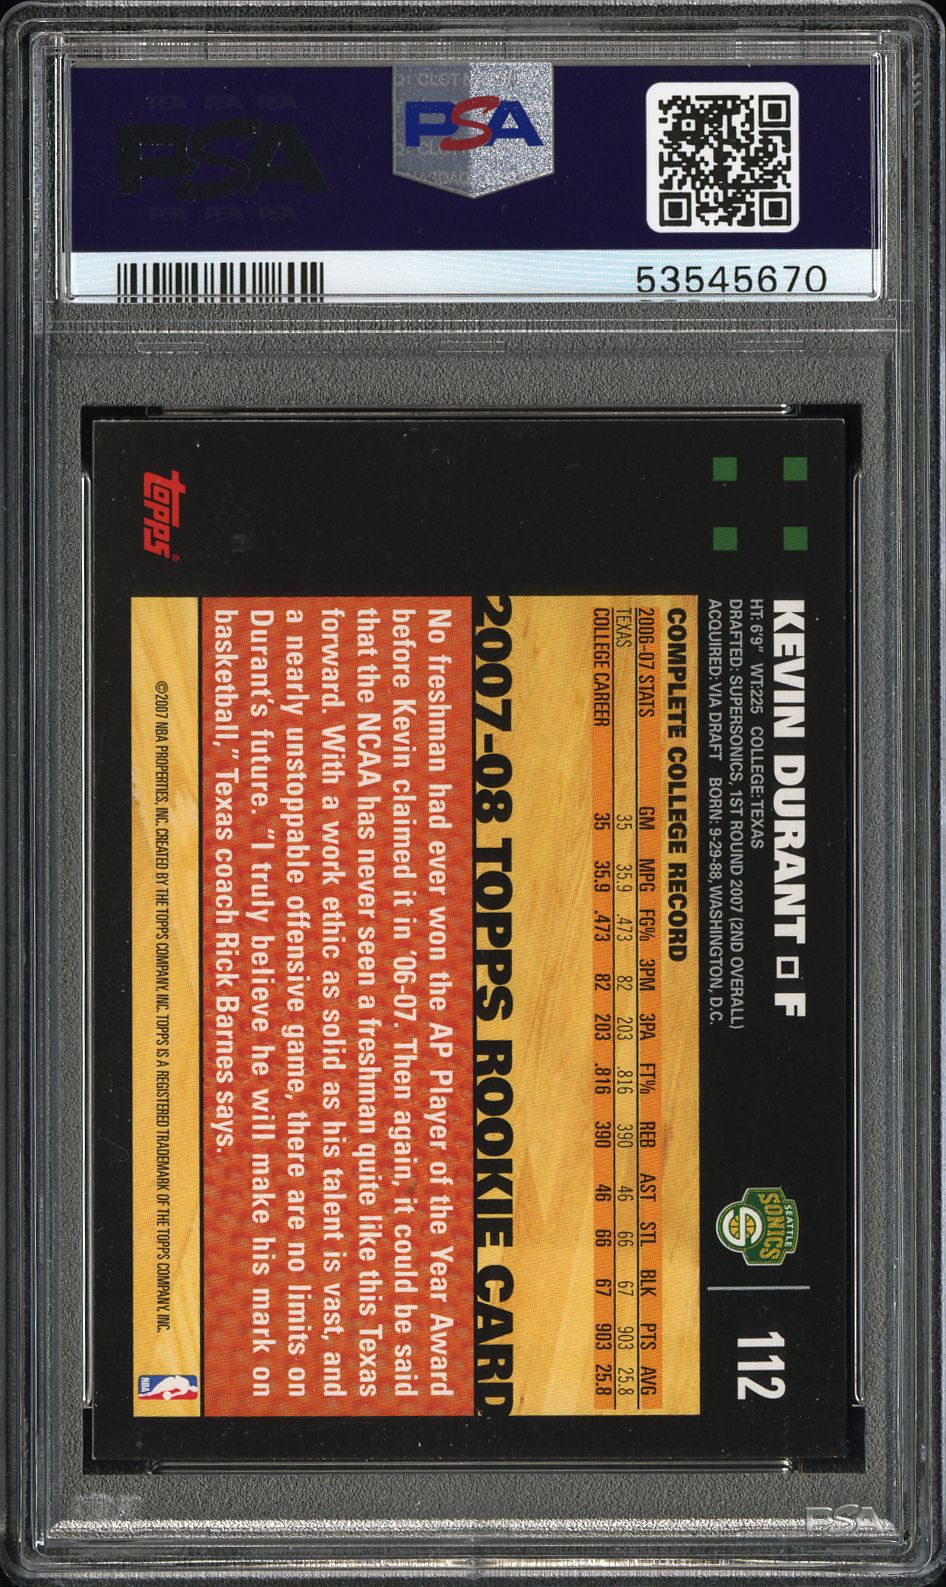 PSA PSA PSA
PSA
PSA PSA PSA
PSA
53545670
KEVIN DURANT F
HT: 6'9" WT:225 COLLEGE: TEXAS
DRAFTED: SUPERSONICS, 1ST ROUND 2007 (2ND OVERALL)
ACQUIRED: VIA DRAFT BORN: 9-29-88, WASHINGTON, D.C.
SEATTLE
SONICS
112
COMPLETE COLLEGE RECORD
2006-07 STATS GM MPG FG% 3PM 3PA FT% REB AST STL BLK PTS AVG
TEXAS 35 35.9 .473 82 203 .816 390 46 66 67 903 25.8
COLLEGE CAREER 35 35.9 .473 82 203 .816 390 46 66 67 903 25.8
2007-08 TOPPS ROOKIE CARD
No freshman had ever won the AP Player of the Year Award
before Kevin claimed it in '06-07. Then again, it could be said
that the NCAA has never seen a freshman quite like this Texas
forward. With a work ethic as solid as his talent is vast, and
a nearly unstoppable offensive game, there are no limits on
Durant's future. "I truly believe he will make his mark on
basketball," Texas coach Rick Barnes says.
topps®
©2007 NBA PROPERTIES, INC. CREATED BY THE TOPPS COMPANY, INC. TOPPS IS A REGISTERED TRADEMARK OF THE TOPPS COMPANY, INC.
NBA
PSA